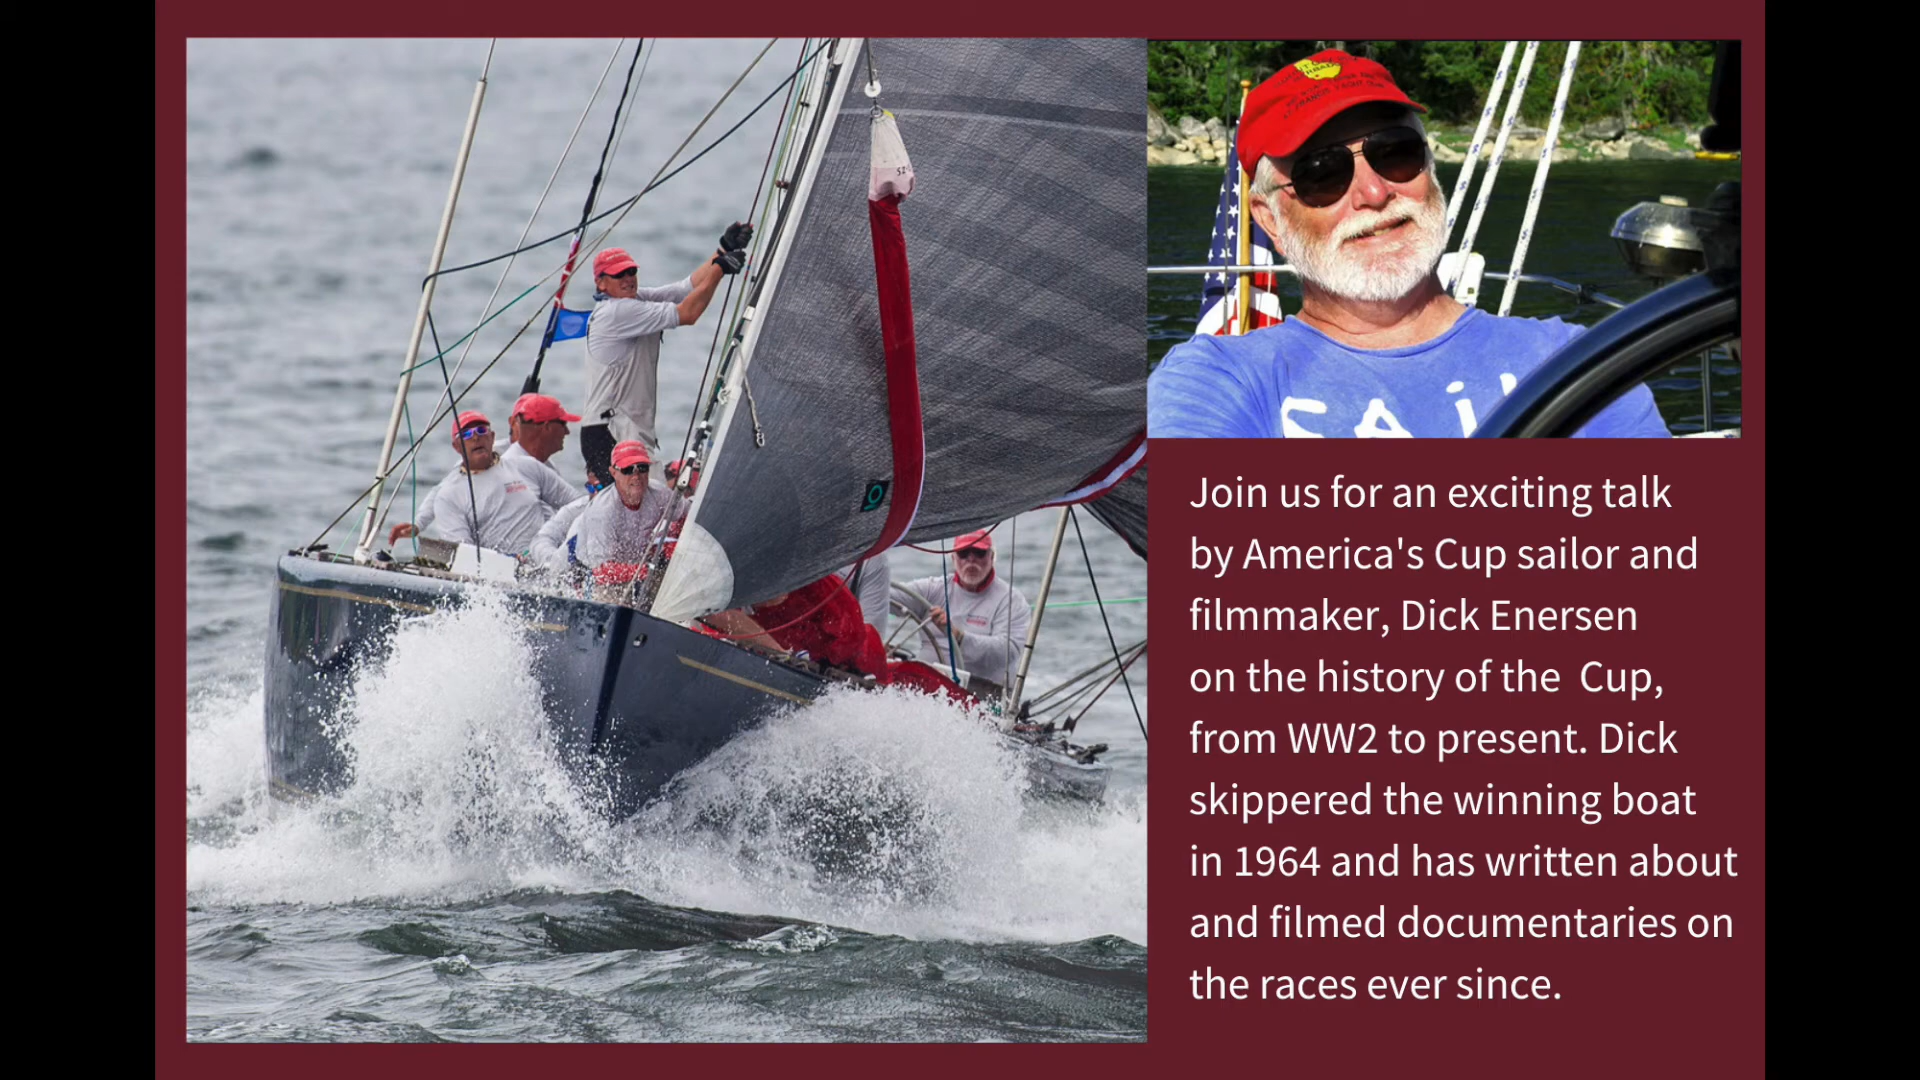 Join us for an exciting talk
by America's Cup sailor and
filmmaker, Dick Enersen
on the history of the Cup,
from WW2 to present. Dick
skippered the winning boat
in 1964 and has written about
and filmed documentaries on
the races ever since.
SAIL